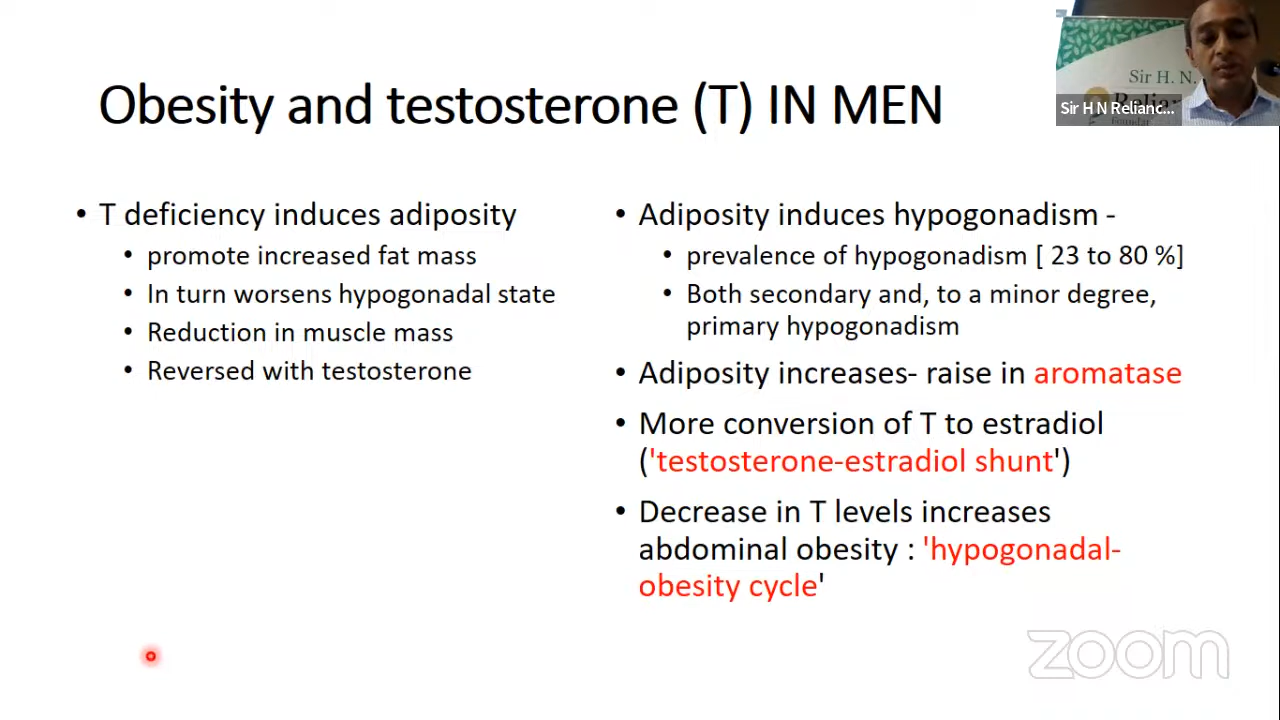 Obesity and testosterone (T) IN MEN
• T deficiency induces adiposity
• promote increased fat mass
• In turn worsens hypogonadal state
• Reduction in muscle mass
• Reversed with testosterone
• Adiposity induces hypogonadism -
• prevalence of hypogonadism [ 23 to 80 %]
• Both secondary and, to a minor degree,
primary hypogonadism
• Adiposity increases- raise in aromatase
• More conversion of T to estradiol
('testosterone-estradiol shunt')
• Decrease in T levels increases
abdominal obesity : 'hypogonadal-
obesity cycle'
Sir H. N.
Sir H N Relianc...
zoom